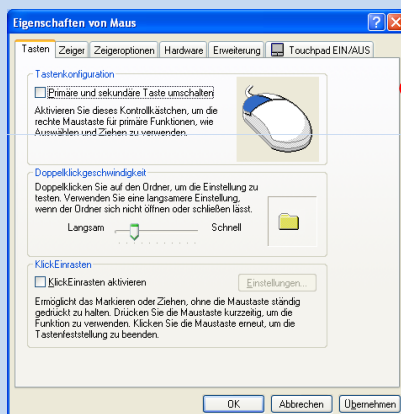 Eigenschaften von Maus
Tasten Zeiger Zeigeroptionen Hardware Erweiterung Touchpad EIN/AUS
Tastenkonfiguration
Primäre und sekundäre Taste umschalten
Aktivieren Sie dieses Kontrollkästchen, um die
rechte Maustaste für primäre Funktionen, wie
Auswählen und Ziehen zu verwenden.
Doppelklickgeschwindigkeit
Doppelklicken Sie auf den Ordner, um die Einstellung zu
testen. Verwenden Sie eine langsamere Einstellung,
wenn der Ordner sich nicht öffnen oder schließen lässt.
Langsam Schnell
KlickEinrasten
KlickEinrasten aktivieren Einstellungen...
Ermöglicht das Markieren oder Ziehen, ohne die Maustaste ständig
gedrückt zu halten. Drücken Sie die Maustaste kurzzeitig, um die
Funktion zu verwenden. Klicken Sie die Maustaste erneut, um die
Tastenfeststellung zu beenden.
OK Abbrechen Übernehmen